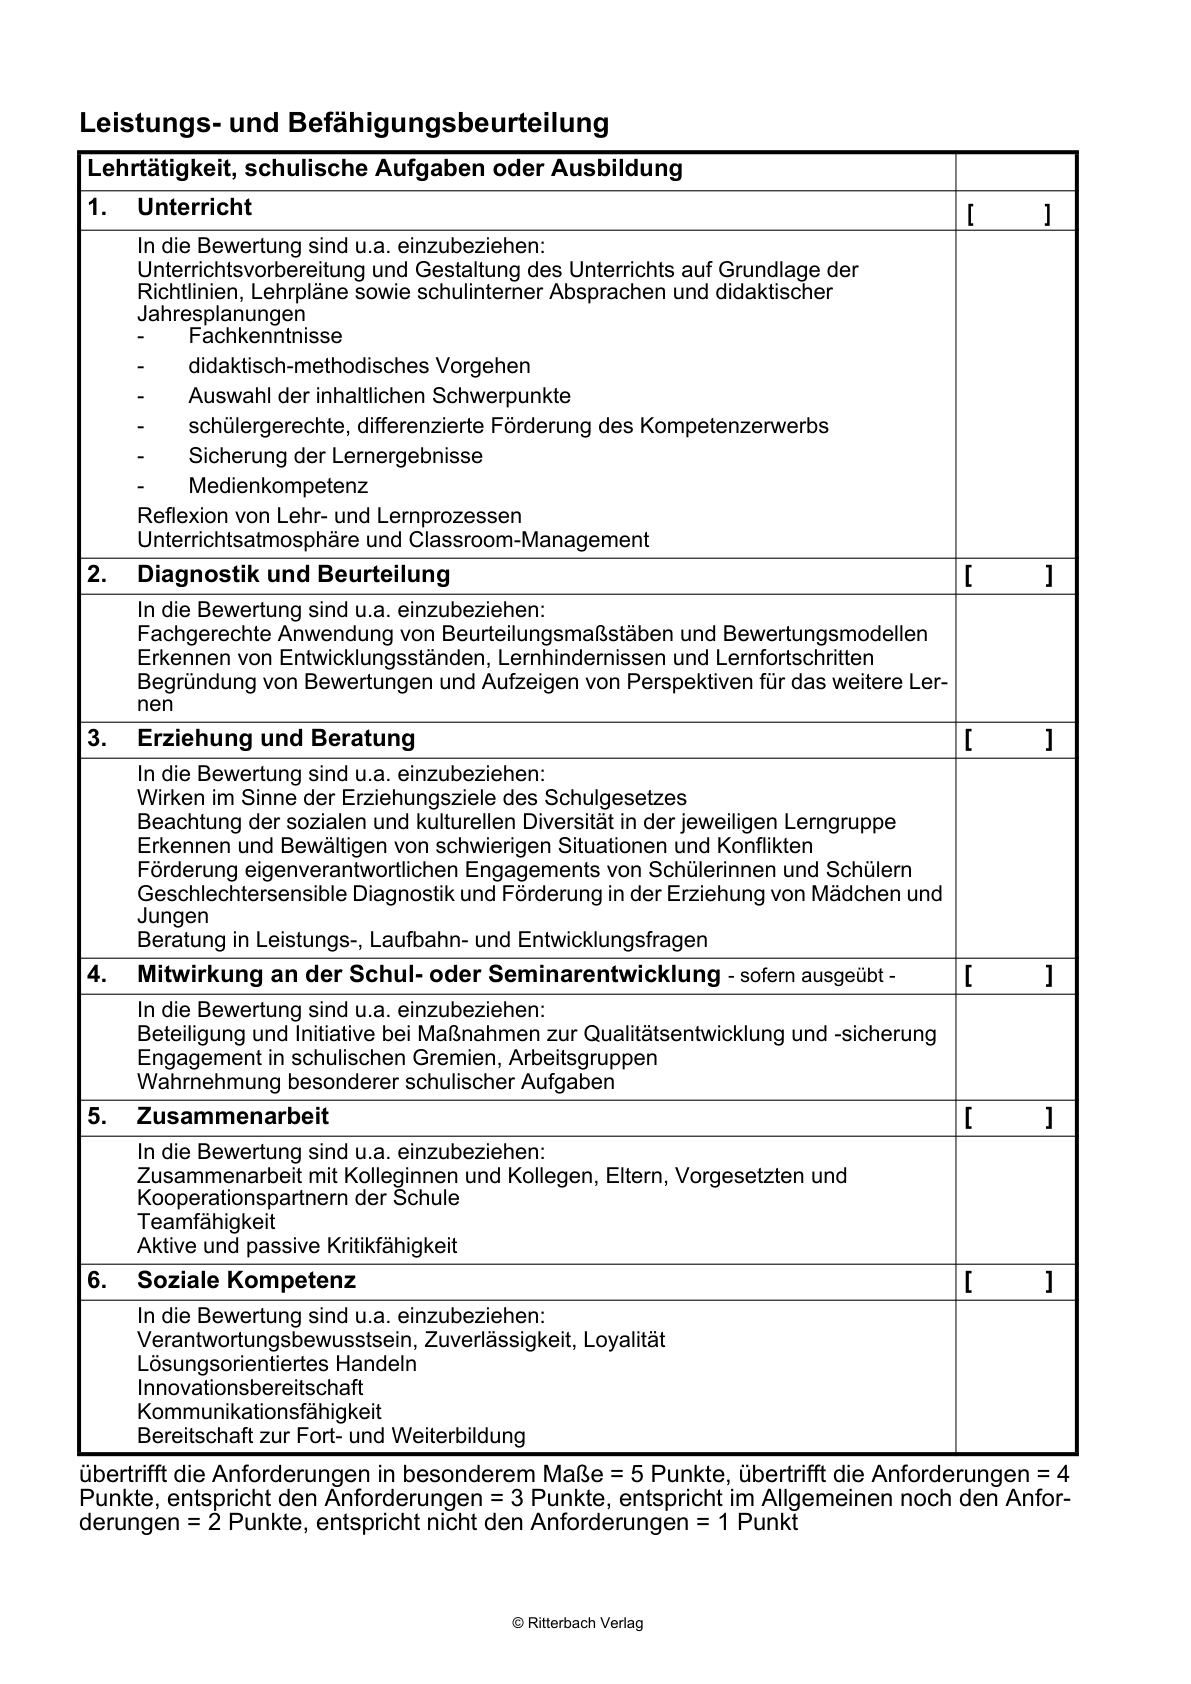 Leistungs- und Befähigungsbeurteilung
Lehrtätigkeit, schulische Aufgaben oder Ausbildung
1. Unterricht [ ]
In die Bewertung sind u.a. einzubeziehen:
Unterrichtsvorbereitung und Gestaltung des Unterrichts auf Grundlage der
Richtlinien, Lehrpläne sowie schulinterner Absprachen und didaktischer
Jahresplanungen
- Fachkenntnisse
- didaktisch-methodisches Vorgehen
- Auswahl der inhaltlichen Schwerpunkte
- schülergerechte, differenzierte Förderung des Kompetenzerwerbs
- Sicherung der Lernergebnisse
- Medienkompetenz
Reflexion von Lehr- und Lernprozessen
Unterrichtsatmosphäre und Classroom-Management
2. Diagnostik und Beurteilung [ ]
In die Bewertung sind u.a. einzubeziehen:
Fachgerechte Anwendung von Beurteilungsmaßstäben und Bewertungsmodellen
Erkennen von Entwicklungsständen, Lernhindernissen und Lernfortschritten
Begründung von Bewertungen und Aufzeigen von Perspektiven für das weitere Ler-
nen
3. Erziehung und Beratung [ ]
In die Bewertung sind u.a. einzubeziehen:
Wirken im Sinne der Erziehungsziele des Schulgesetzes
Beachtung der sozialen und kulturellen Diversität in der jeweiligen Lerngruppe
Erkennen und Bewältigen von schwierigen Situationen und Konflikten
Förderung eigenverantwortlichen Engagements von Schülerinnen und Schülern
Geschlechtersensible Diagnostik und Förderung in der Erziehung von Mädchen und
Jungen
Beratung in Leistungs-, Laufbahn- und Entwicklungsfragen
4. Mitwirkung an der Schul- oder Seminarentwicklung - sofern ausgeübt - [ ]
In die Bewertung sind u.a. einzubeziehen:
Beteiligung und Initiative bei Maßnahmen zur Qualitätsentwicklung und -sicherung
Engagement in schulischen Gremien, Arbeitsgruppen
Wahrnehmung besonderer schulischer Aufgaben
5. Zusammenarbeit [ ]
In die Bewertung sind u.a. einzubeziehen:
Zusammenarbeit mit Kolleginnen und Kollegen, Eltern, Vorgesetzten und
Kooperationspartnern der Schule
Teamfähigkeit
Aktive und passive Kritikfähigkeit
6. Soziale Kompetenz [ ]
In die Bewertung sind u.a. einzubeziehen:
Verantwortungsbewusstsein, Zuverlässigkeit, Loyalität
Lösungsorientiertes Handeln
Innovationsbereitschaft
Kommunikationsfähigkeit
Bereitschaft zur Fort- und Weiterbildung
übertrifft die Anforderungen in besonderem Maße = 5 Punkte, übertrifft die Anforderungen = 4
Punkte, entspricht den Anforderungen = 3 Punkte, entspricht im Allgemeinen noch den Anfor-
derungen = 2 Punkte, entspricht nicht den Anforderungen = 1 Punkt
© Ritterbach Verlag